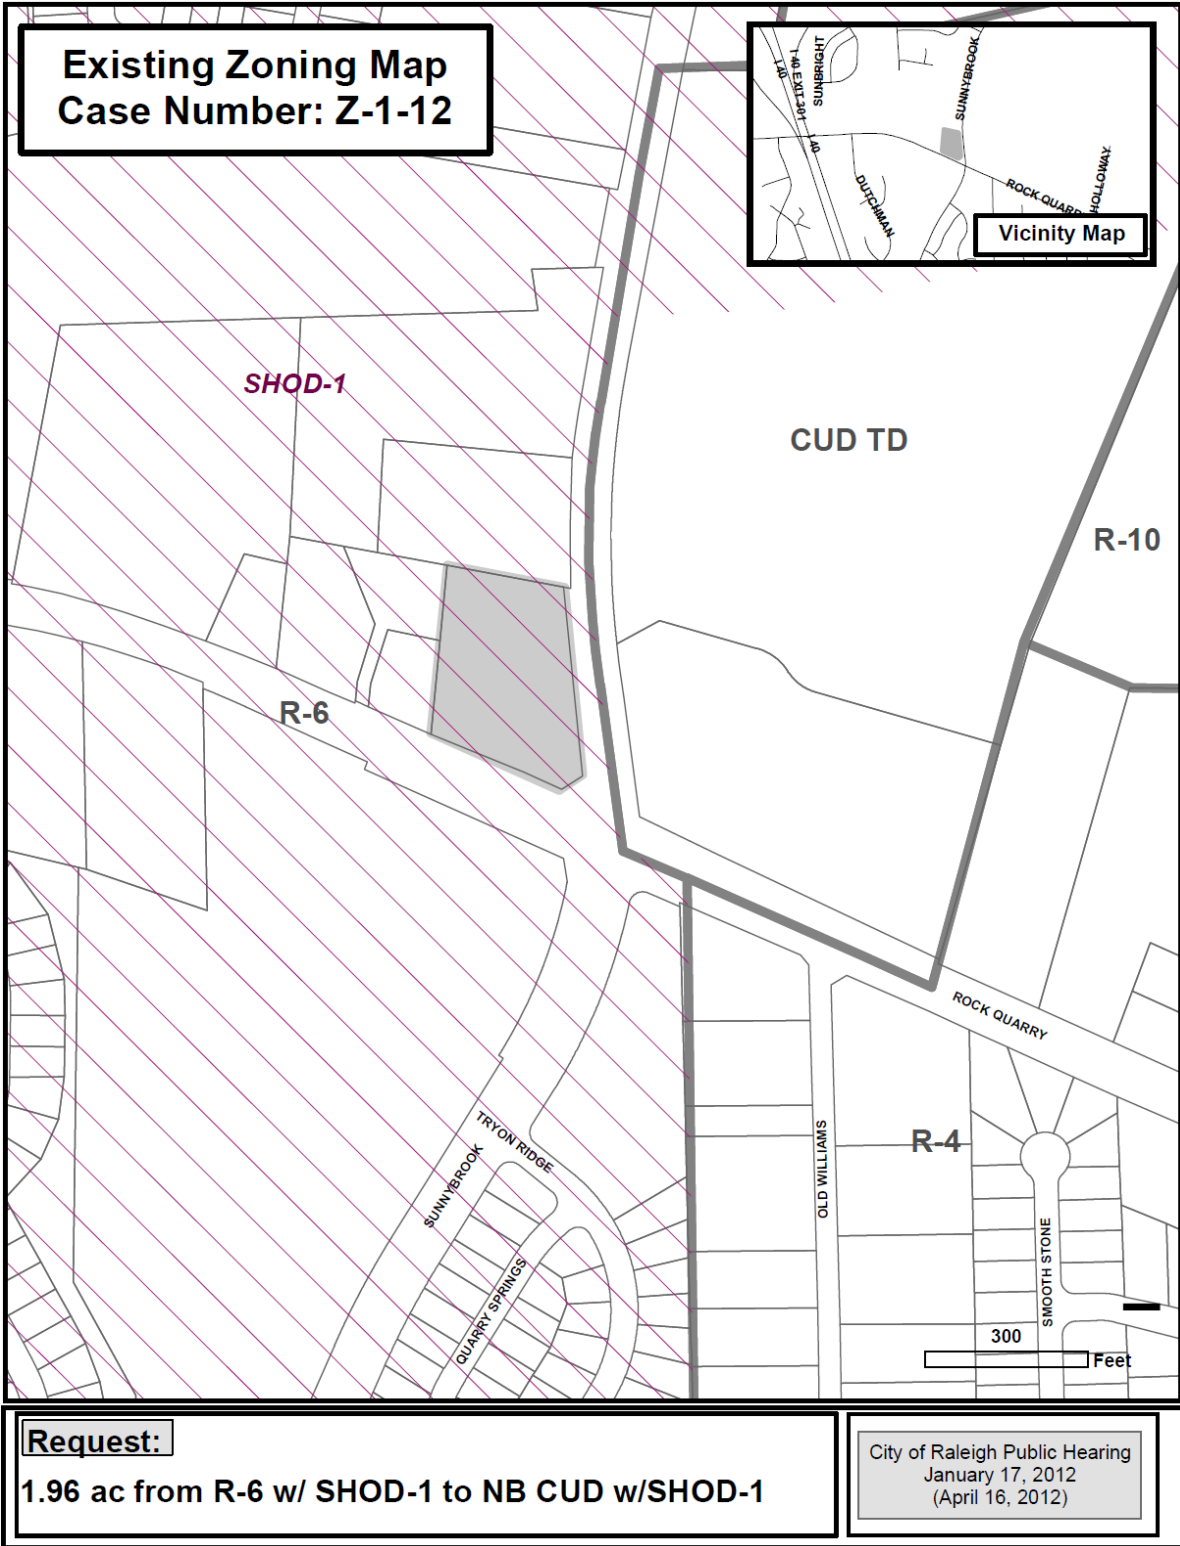 Existing Zoning Map
Case Number: Z-1-12
I 40
I 40 EXIT 301
I 40
SUNBRIGHT
SUNNYBROOK
DUTCHMAN
ROCK QUARR
HOLLOWAY
Vicinity Map
SHOD-1
CUD TD
R-10
R-6
ROCK QUARRY
R-4
TRYON RIDGE
SUNNYBROOK
QUARRY SPRINGS
OLD WILLIAMS
SMOOTH STONE
300
Feet
Request:
1.96 ac from R-6 w/ SHOD-1 to NB CUD w/SHOD-1
City of Raleigh Public Hearing
January 17, 2012
(April 16, 2012)